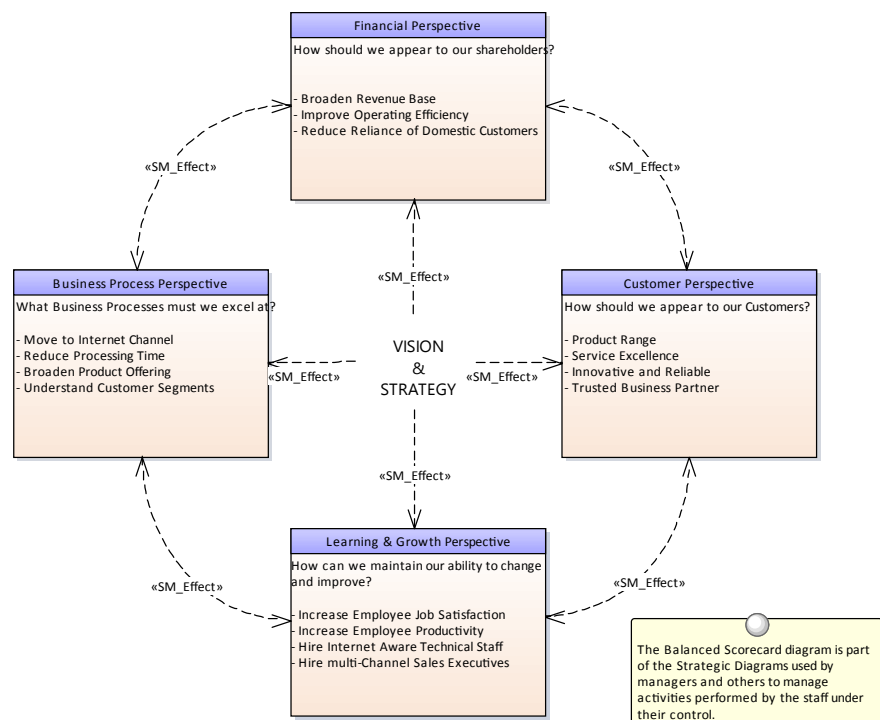 Financial Perspective
How should we appear to our shareholders?
- Broaden Revenue Base
- Improve Operating Efficiency
- Reduce Reliance of Domestic Customers
«SM_Effect»
«SM_Effect»
«SM_Effect»
Business Process Perspective
What Business Processes must we excel at?
- Move to Internet Channel
- Reduce Processing Time
- Broaden Product Offering
- Understand Customer Segments
VISION
&
STRATEGY
«SM_Effect»
«SM_Effect»
Customer Perspective
How should we appear to our Customers?
- Product Range
- Service Excellence
- Innovative and Reliable
- Trusted Business Partner
«SM_Effect»
«SM_Effect»
«SM_Effect»
Learning & Growth Perspective
How can we maintain our ability to change
and improve?
- Increase Employee Job Satisfaction
- Increase Employee Productivity
- Hire Internet Aware Technical Staff
- Hire multi-Channel Sales Executives
The Balanced Scorecard diagram is part
of the Strategic Diagrams used by
managers and others to manage
activities performed by the staff under
their control.